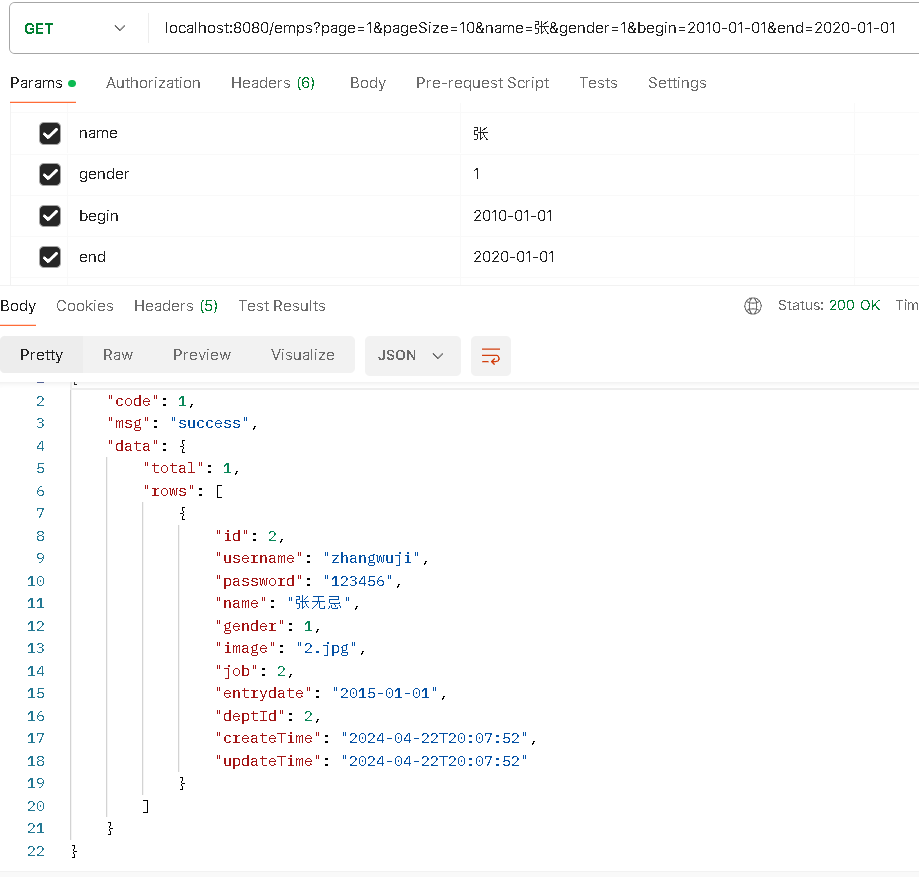 GET localhost:8080/emps?page=1&pageSize=10&name=张&gender=1&begin=2010-01-01&end=2020-01-01
Params Authorization Headers (6) Body Pre-request Script Tests Settings
name 张
gender 1
begin 2010-01-01
end 2020-01-01
Body Cookies Headers (5) Test Results Status: 200 OK Tim
Pretty Raw Preview Visualize JSON
2 "code": 1,
3 "msg": "success",
4 "data": {
5 "total": 1,
6 "rows": [
7 {
8 "id": 2,
9 "username": "zhangwuji",
10 "password": "123456",
11 "name": "张无忌",
12 "gender": 1,
13 "image": "2.jpg",
14 "job": 2,
15 "entrydate": "2015-01-01",
16 "deptId": 2,
17 "createTime": "2024-04-22T20:07:52",
18 "updateTime": "2024-04-22T20:07:52"
19 }
20 ]
21 }
22 }